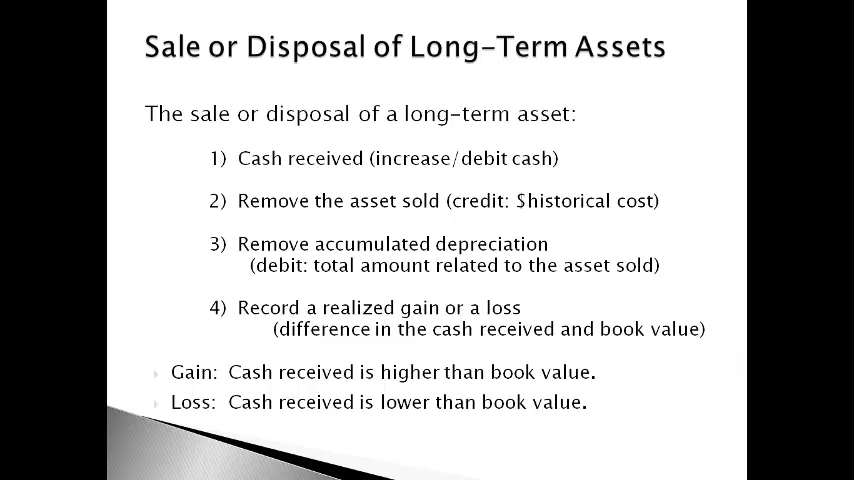 Sale or Disposal of Long-Term Assets
The sale or disposal of a long-term asset:
1) Cash received (increase/debit cash)
2) Remove the asset sold (credit: $historical cost)
3) Remove accumulated depreciation
(debit: total amount related to the asset sold)
4) Record a realized gain or a loss
(difference in the cash received and book value)
Gain: Cash received is higher than book value.
Loss: Cash received is lower than book value.